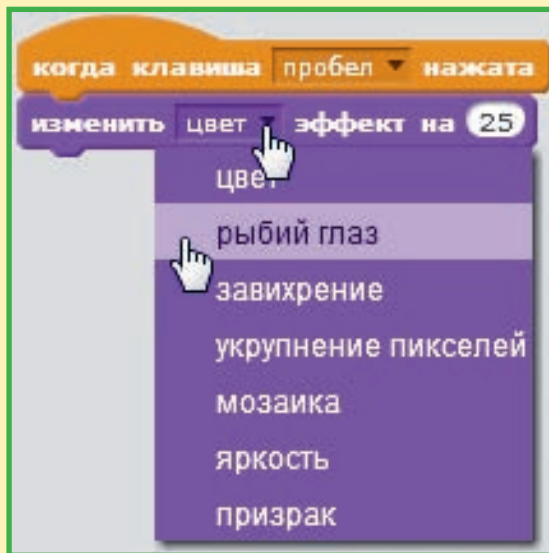 когда клавиша пробел нажата
изменить цвет эффект на 25
цвет
рыбий глаз
завихрение
укрупнение пикселей
мозаика
яркость
призрак